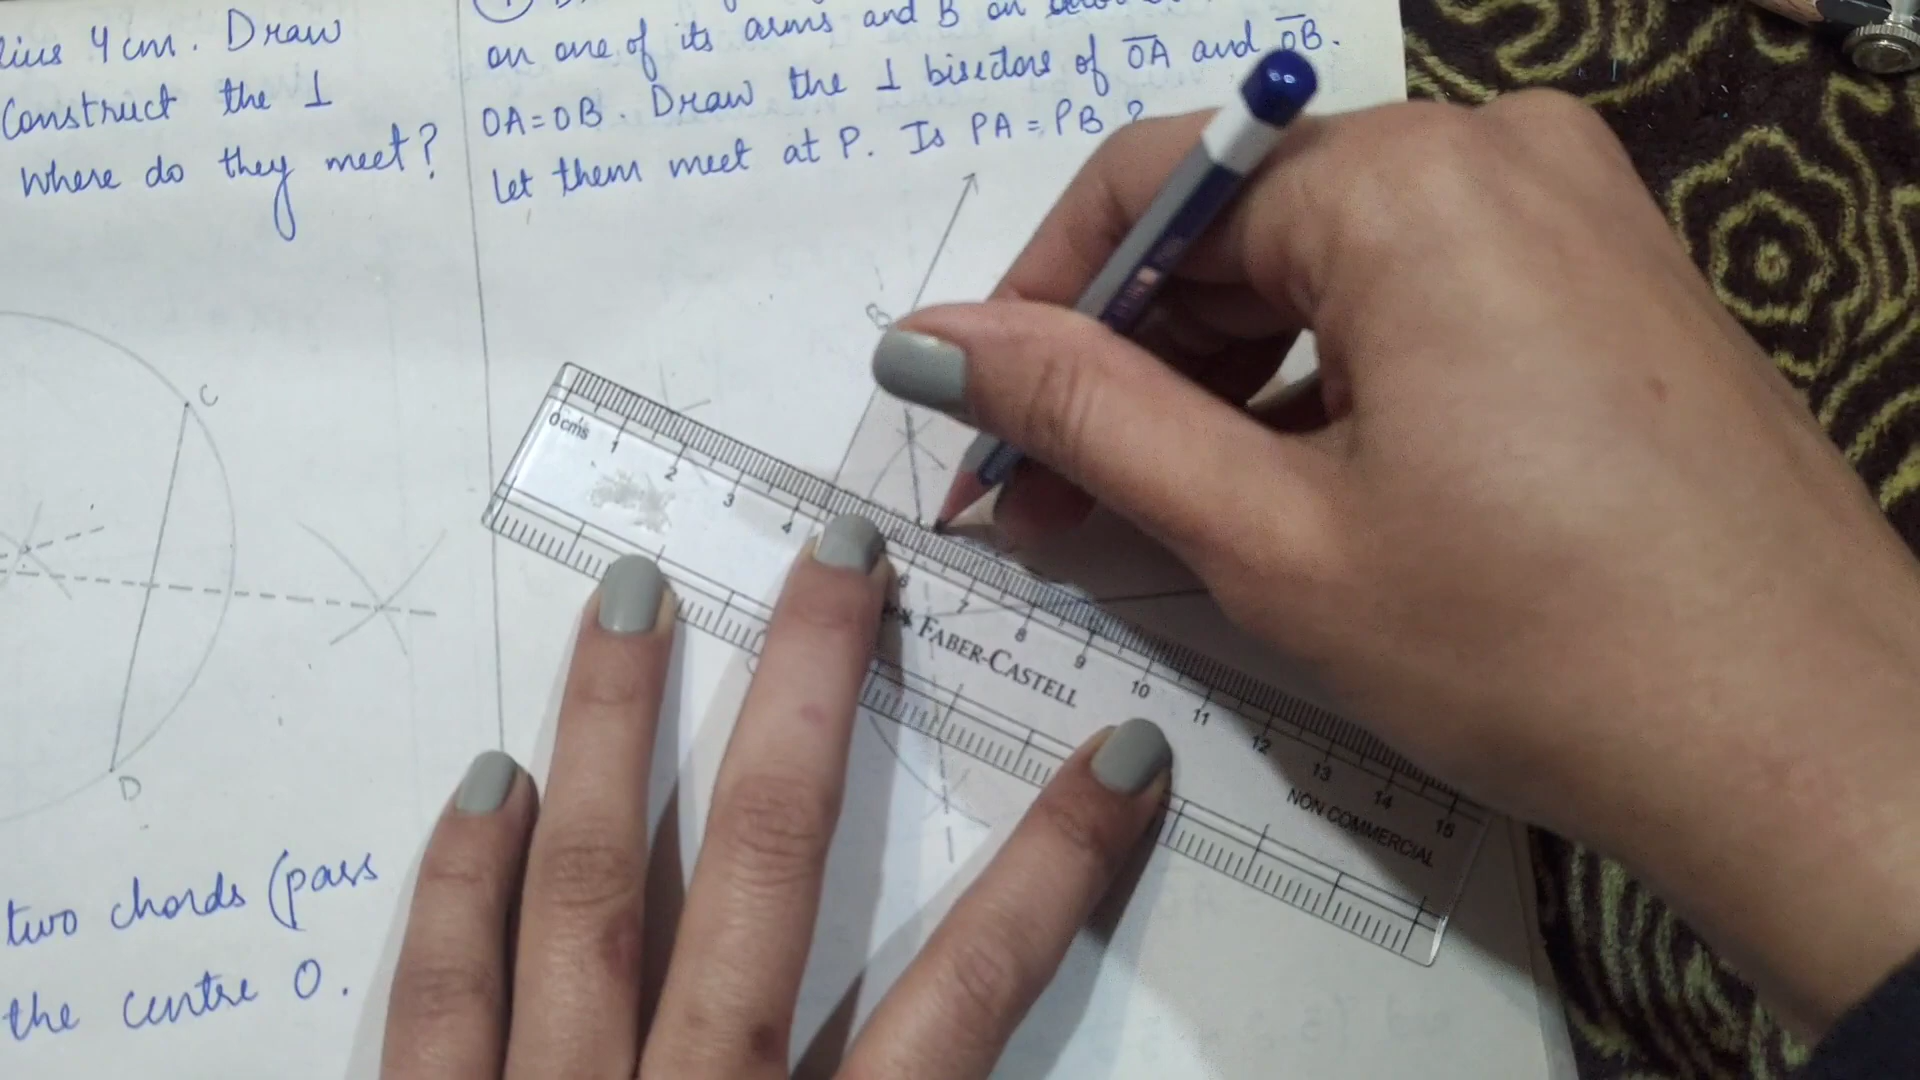 ius 4 cm. Draw
Construct the ⊥
Where do they meet?
on one of its arms and B on
OA = OB. Draw the ⊥ bisectors of OA and OB.
let them meet at P. Is PA = PB?
B
C
D
two chords (pass
the centre O.
0 cms 1 2 3 4 6 7 8 9 10 11 12 13 14 15
FABER-CASTELL
NON COMMERCIAL